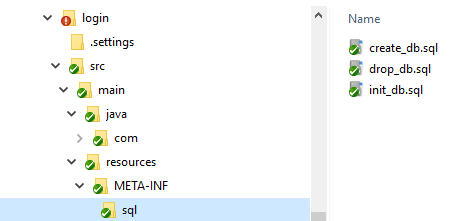 login
.settings
src
main
java
com
resources
META-INF
sql
Name
create_db.sql
drop_db.sql
init_db.sql